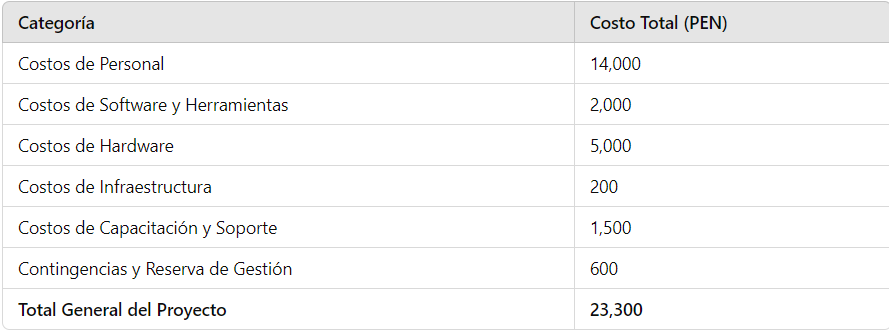 Categoría Costo Total (PEN)
Costos de Personal 14,000
Costos de Software y Herramientas 2,000
Costos de Hardware 5,000
Costos de Infraestructura 200
Costos de Capacitación y Soporte 1,500
Contingencias y Reserva de Gestión 600
Total General del Proyecto 23,300